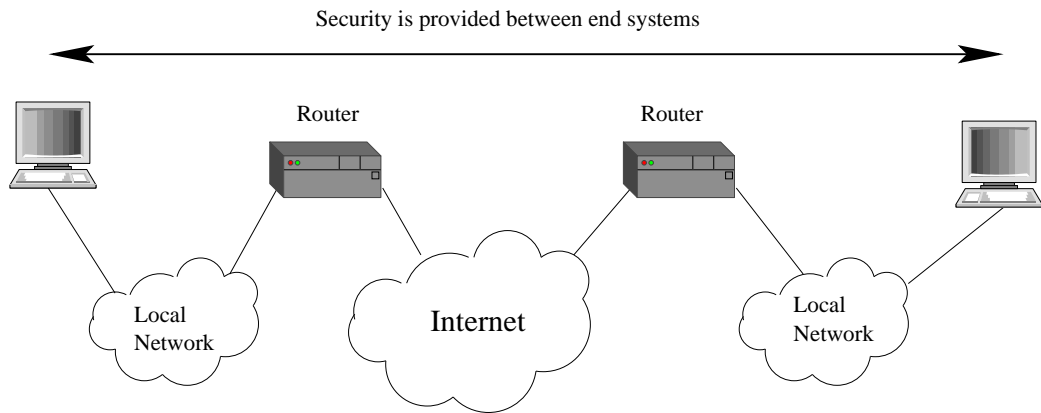 Security is provided between end systems
Router
Router
Local
Network
Internet
Local
Network